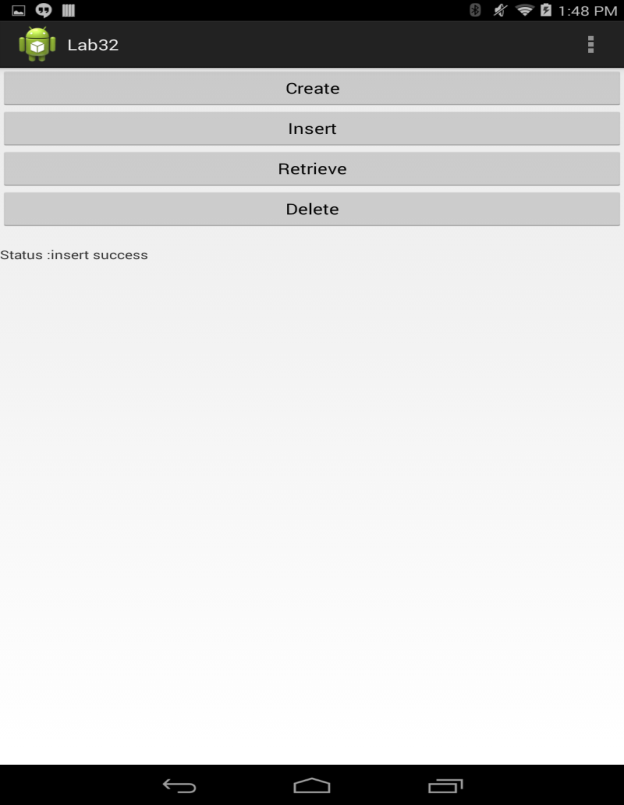 1:48 PM
Lab32
Create
Insert
Retrieve
Delete
Status :insert success